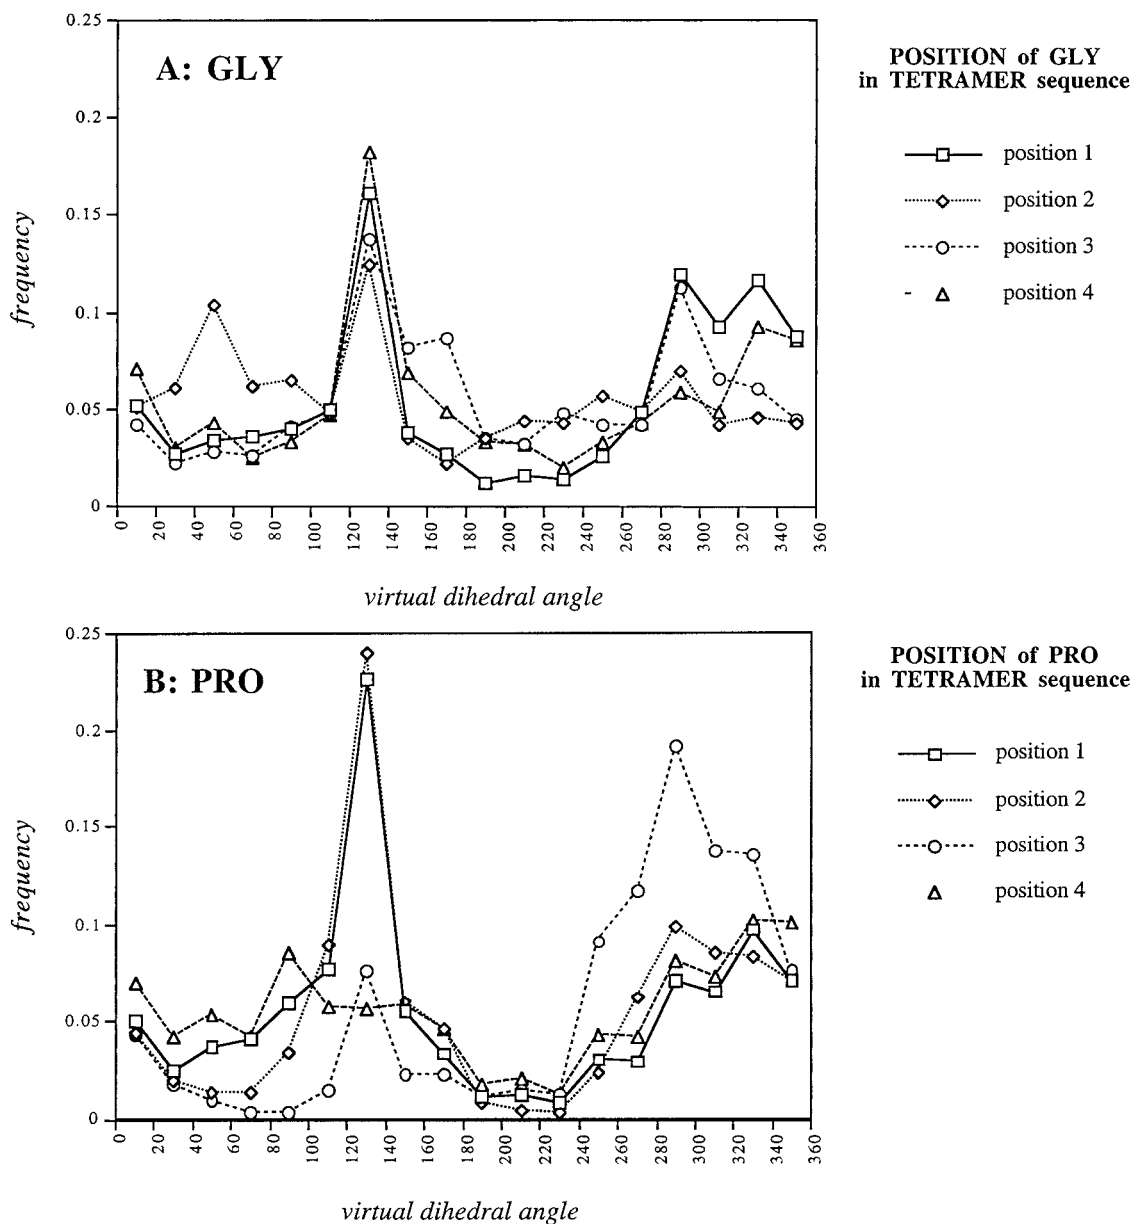 A: GLY
0.25
0.2
0.15
0.1
0.05
0
frequency
0 20 40 60 80 100 120 140 160 180 200 220 240 260 280 300 320 340 360
virtual dihedral angle
POSITION of GLY
in TETRAMER sequence
position 1
position 2
position 3
position 4
B: PRO
0.25
0.2
0.15
0.1
0.05
0
frequency
0 20 40 60 80 100 120 140 160 180 200 220 240 260 280 300 320 340 360
virtual dihedral angle
POSITION of PRO
in TETRAMER sequence
position 1
position 2
position 3
position 4